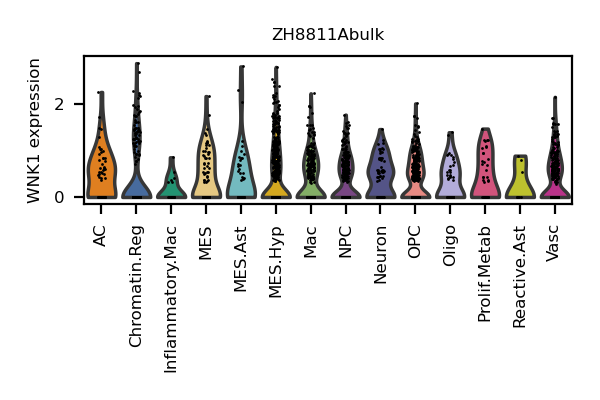 ZH8811Abulk
WNK1 expression
2
0
AC
Chromatin.Reg
Inflammatory.Mac
MES
MES.Ast
MES.Hyp
Mac
NPC
Neuron
OPC
Oligo
Prolif.Metab
Reactive.Ast
Vasc